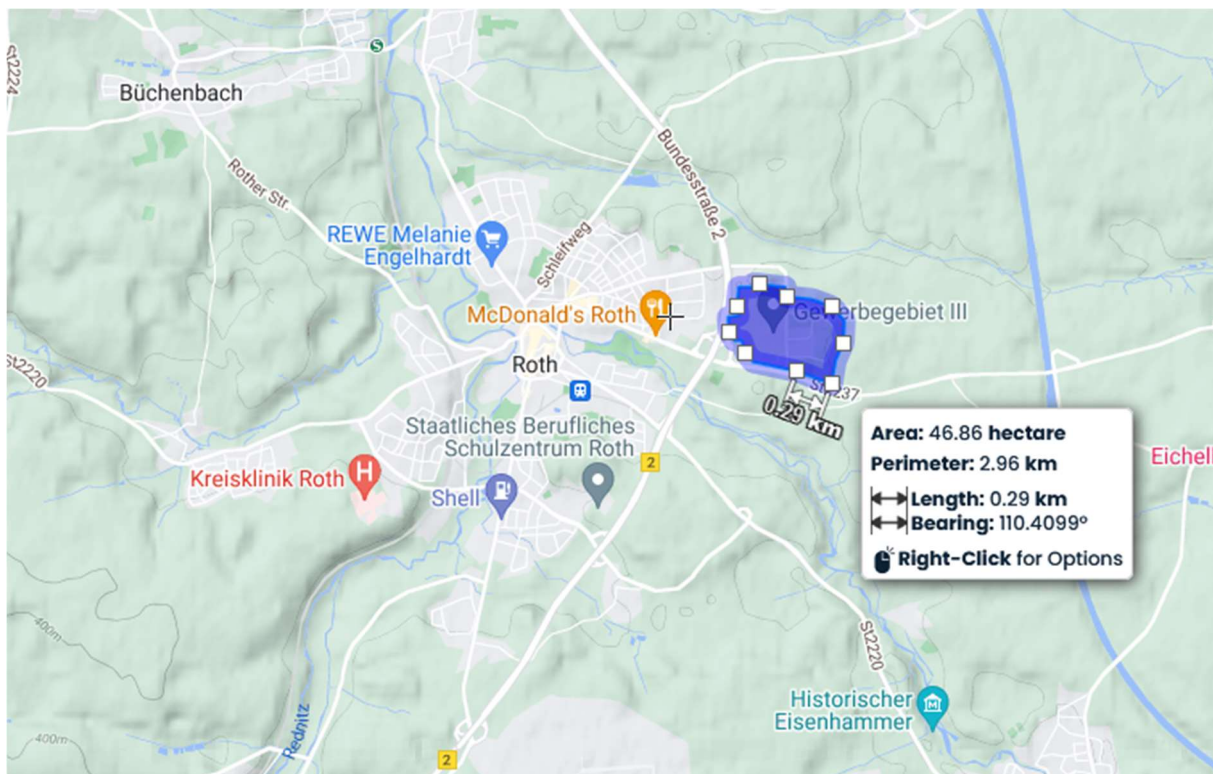 St2224
S
Büchenbach
Rother Str.
Bundesstraße 2
REWE Melanie
Engelhardt
Schleifweg
McDonald's Roth
Gewerbegebiet III
Roth
St2220
St2237
0.29 km
Staatliches Berufliches
Schulzentrum Roth
2
Kreisklinik Roth
H
Shell
Area: 46.86 hectare
Perimeter: 2.96 km
Length: 0.29 km
Bearing: 110.4099°
Right-Click for Options
Eichell
400m
St2220
Historischer
Eisenhammer
M
Rednitz
400m
2